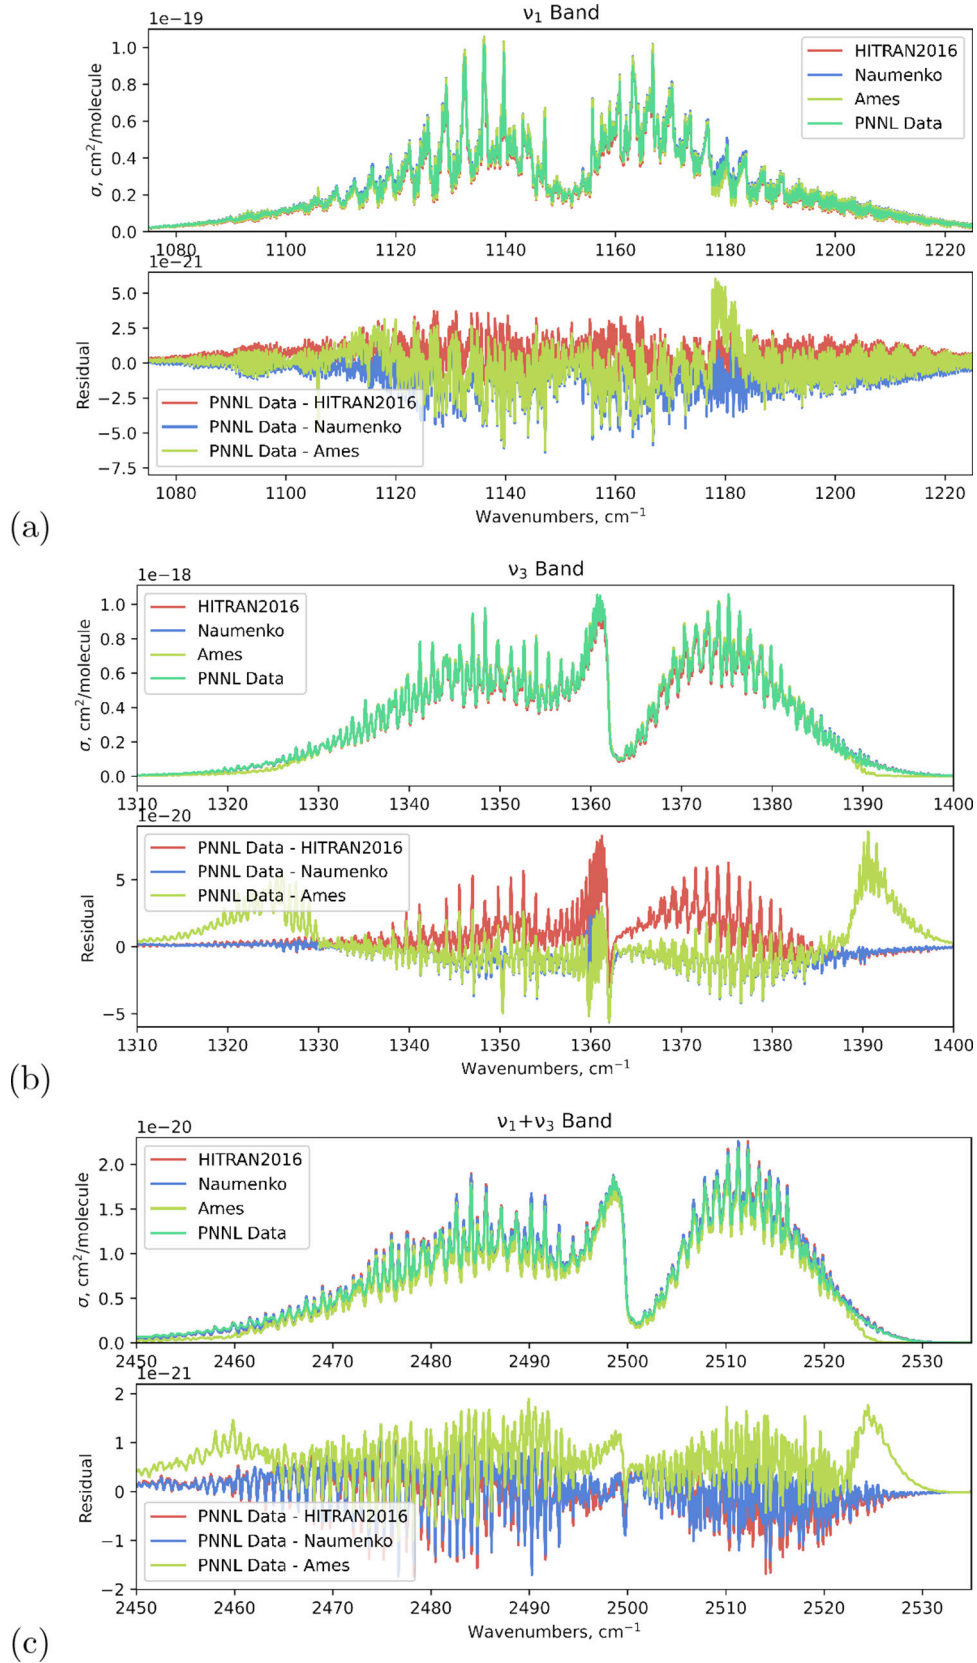 ν₁ Band
1e−19
HITRAN2016
Naumenko
Ames
PNNL Data
1.0
0.8
0.6
0.4
0.2
0.0
σ, cm²/molecule
1080 1100 1120 1140 1160 1180 1200 1220
1e−21
5.0
2.5
0.0
−2.5
−5.0
−7.5
Residual
PNNL Data - HITRAN2016
PNNL Data - Naumenko
PNNL Data - Ames
1080 1100 1120 1140 1160 1180 1200 1220
Wavenumbers, cm⁻¹
(a)
ν₃ Band
1e−18
HITRAN2016
Naumenko
Ames
PNNL Data
1.0
0.8
0.6
0.4
0.2
0.0
σ, cm²/molecule
1310 1320 1330 1340 1350 1360 1370 1380 1390 1400
1e−20
PNNL Data - HITRAN2016
PNNL Data - Naumenko
PNNL Data - Ames
5
0
−5
Residual
1310 1320 1330 1340 1350 1360 1370 1380 1390 1400
Wavenumbers, cm⁻¹
(b)
ν₁+ν₃ Band
1e−20
HITRAN2016
Naumenko
Ames
PNNL Data
2.0
1.5
1.0
0.5
0.0
σ, cm²/molecule
2450 2460 2470 2480 2490 2500 2510 2520 2530
1e−21
2
1
0
−1
−2
Residual
PNNL Data - HITRAN2016
PNNL Data - Naumenko
PNNL Data - Ames
2450 2460 2470 2480 2490 2500 2510 2520 2530
Wavenumbers, cm⁻¹
(c)